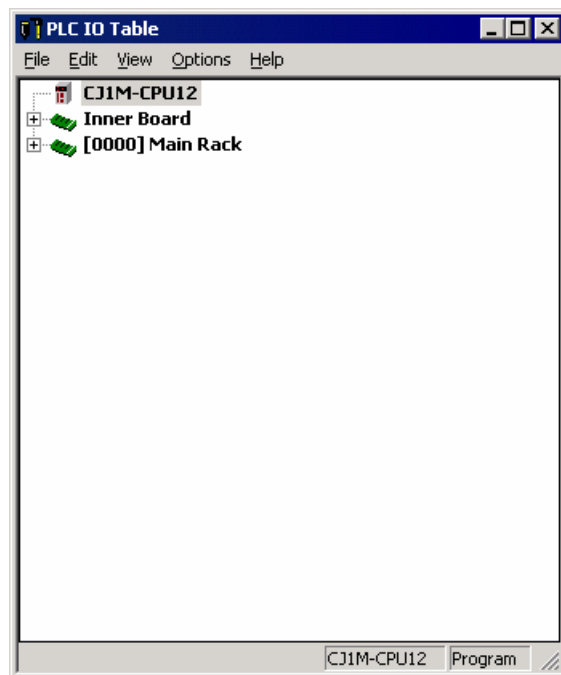 PLC IO Table
File Edit View Options Help
CJ1M-CPU12
Inner Board
[0000] Main Rack
CJ1M-CPU12 Program